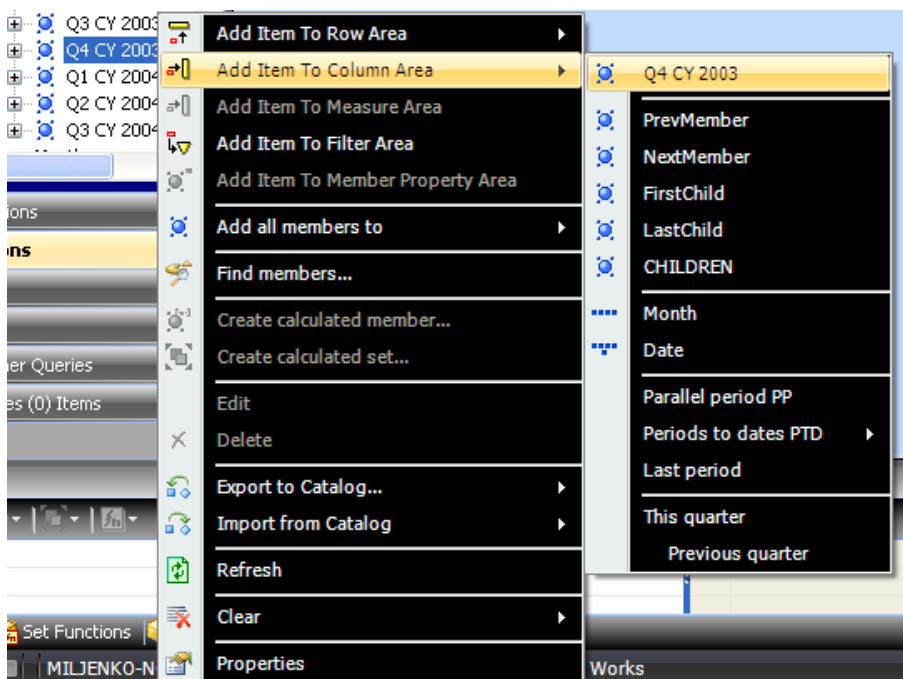 Q3 CY 2003
Q4 CY 2003
Q1 CY 2004
Q2 CY 2004
Q3 CY 2004
ions
ns
er Queries
es (0) Items
Add Item To Row Area
Add Item To Column Area
Add Item To Measure Area
Add Item To Filter Area
Add Item To Member Property Area
Add all members to
Find members...
Create calculated member...
Create calculated set...
Edit
Delete
Export to Catalog...
Import from Catalog
Refresh
Clear
Properties
Q4 CY 2003
PrevMember
NextMember
FirstChild
LastChild
CHILDREN
Month
Date
Parallel period PP
Periods to dates PTD
Last period
This quarter
Previous quarter
Set Functions
MILJENKO-N
Works